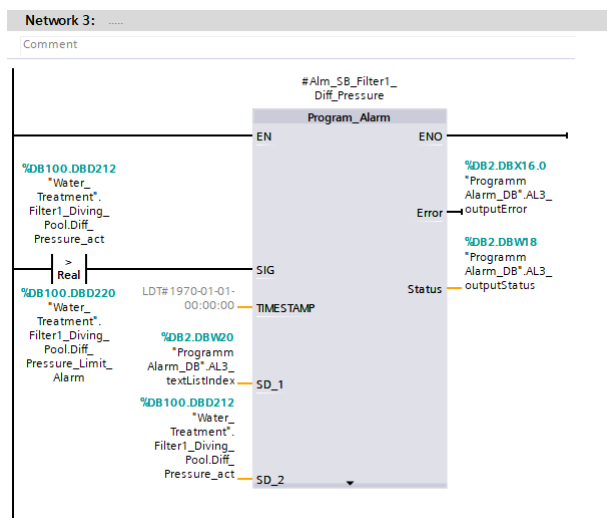 Network 3: .....
Comment
#Alm_SB_Filter1_
Diff_Pressure
Program_Alarm
EN
ENO
%DB100.DBD212
"Water_
Treatment".
Filter1_Diving_
Pool.Diff_
Pressure_act
>
Real
%DB100.DBD220
"Water_
Treatment".
Filter1_Diving_
Pool.Diff_
Pressure_Limit_
Alarm
SIG
LDT#1970-01-01-
00:00:00
TIMESTAMP
%DB2.DBW20
"Programm
Alarm_DB".AL3_
textListIndex
SD_1
%DB100.DBD212
"Water_
Treatment".
Filter1_Diving_
Pool.Diff_
Pressure_act
SD_2
%DB2.DBX16.0
"Programm
Alarm_DB".AL3_
outputError
Error
%DB2.DBW18
"Programm
Alarm_DB".AL3_
outputStatus
Status